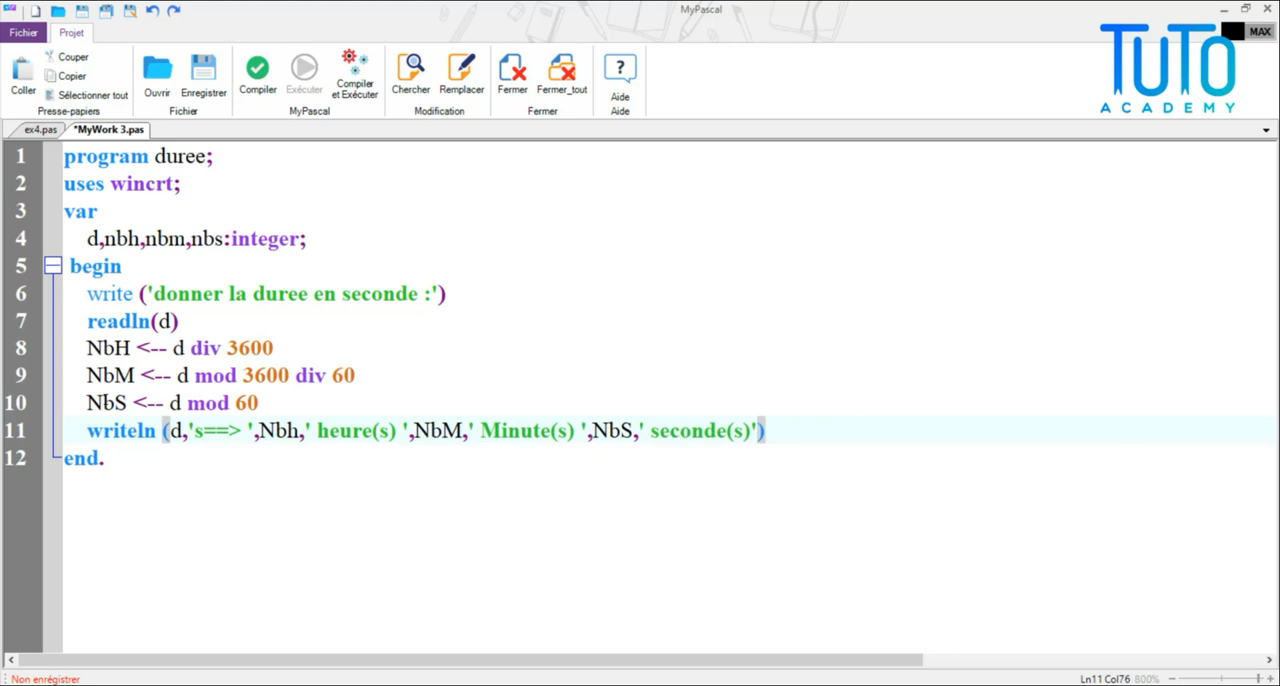 MyPascal
Fichier Projet
MAX
TUTO
ACADEMY
Coller
Couper
Copier
Sélectionner tout
Presse-papiers
Ouvrir Enregistrer
Fichier
Compiler Exécuter Compiler et Exécuter
MyPascal
Chercher Remplacer
Modification
Fermer Fermer_tout
Fermer
?
Aide
Aide
ex4.pas *MyWork 3.pas
1 program duree;
2 uses wincrt;
3 var
4 d,nbh,nbm,nbs:integer;
5 begin
6 write ('donner la duree en seconde :')
7 readln(d)
8 NbH <-- d div 3600
9 NbM <-- d mod 3600 div 60
10 NbS <-- d mod 60
11 writeln (d,'s==> ',Nbh,' heure(s) ',NbM,' Minute(s) ',NbS,' seconde(s)')
12 end.
Non enrégistrer
Ln11 Col76 800%